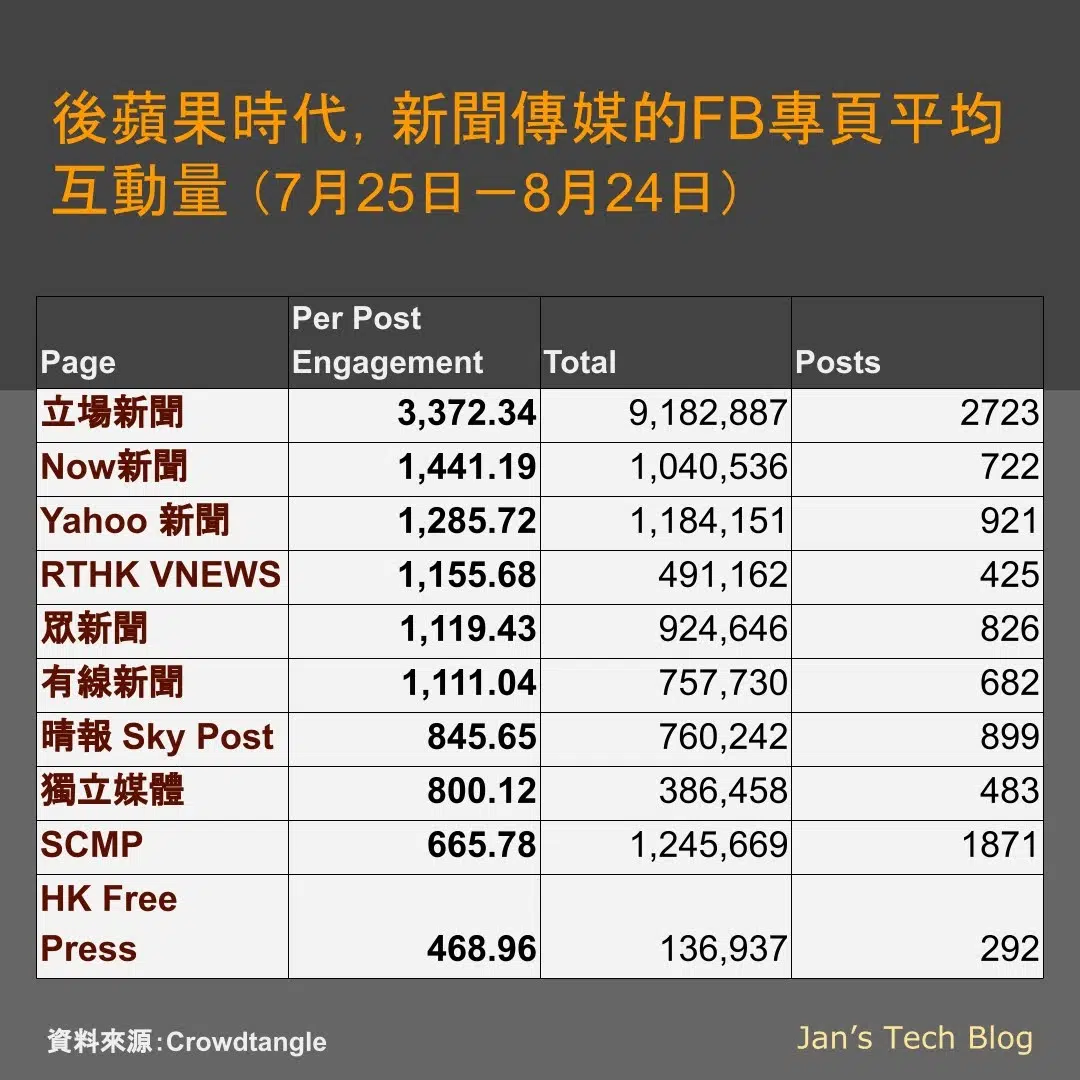 後蘋果時代，新聞傳媒的FB專頁平均
互動量（7月25日－8月24日）
Page Per Post Engagement Total Posts
立場新聞 3,372.34 9,182,887 2723
Now新聞 1,441.19 1,040,536 722
Yahoo 新聞 1,285.72 1,184,151 921
RTHK VNEWS 1,155.68 491,162 425
眾新聞 1,119.43 924,646 826
有線新聞 1,111.04 757,730 682
晴報 Sky Post 845.65 760,242 899
獨立媒體 800.12 386,458 483
SCMP 665.78 1,245,669 1871
HK Free Press 468.96 136,937 292
資料來源：Crowdtangle
Jan's Tech Blog